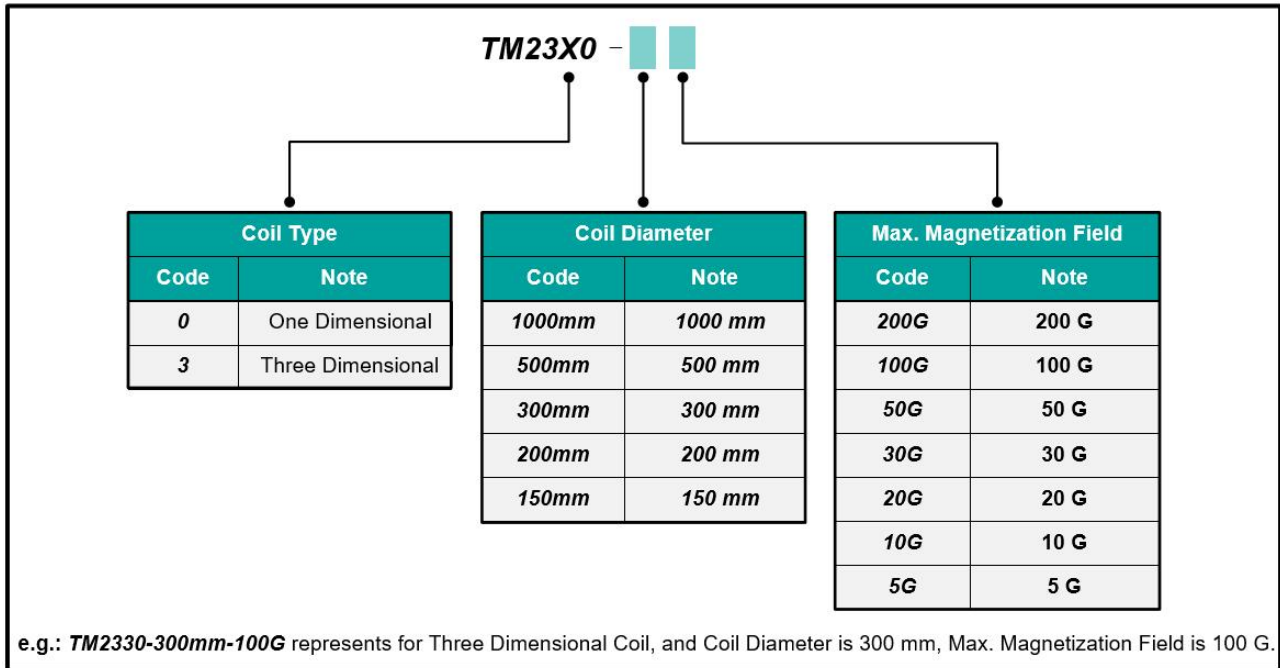 TM23X0 –
Coil Type
Code Note
0 One Dimensional
3 Three Dimensional
Coil Diameter
Code Note
1000mm 1000 mm
500mm 500 mm
300mm 300 mm
200mm 200 mm
150mm 150 mm
Max. Magnetization Field
Code Note
200G 200 G
100G 100 G
50G 50 G
30G 30 G
20G 20 G
10G 10 G
5G 5 G
e.g.: TM2330-300mm-100G represents for Three Dimensional Coil, and Coil Diameter is 300 mm, Max. Magnetization Field is 100 G.